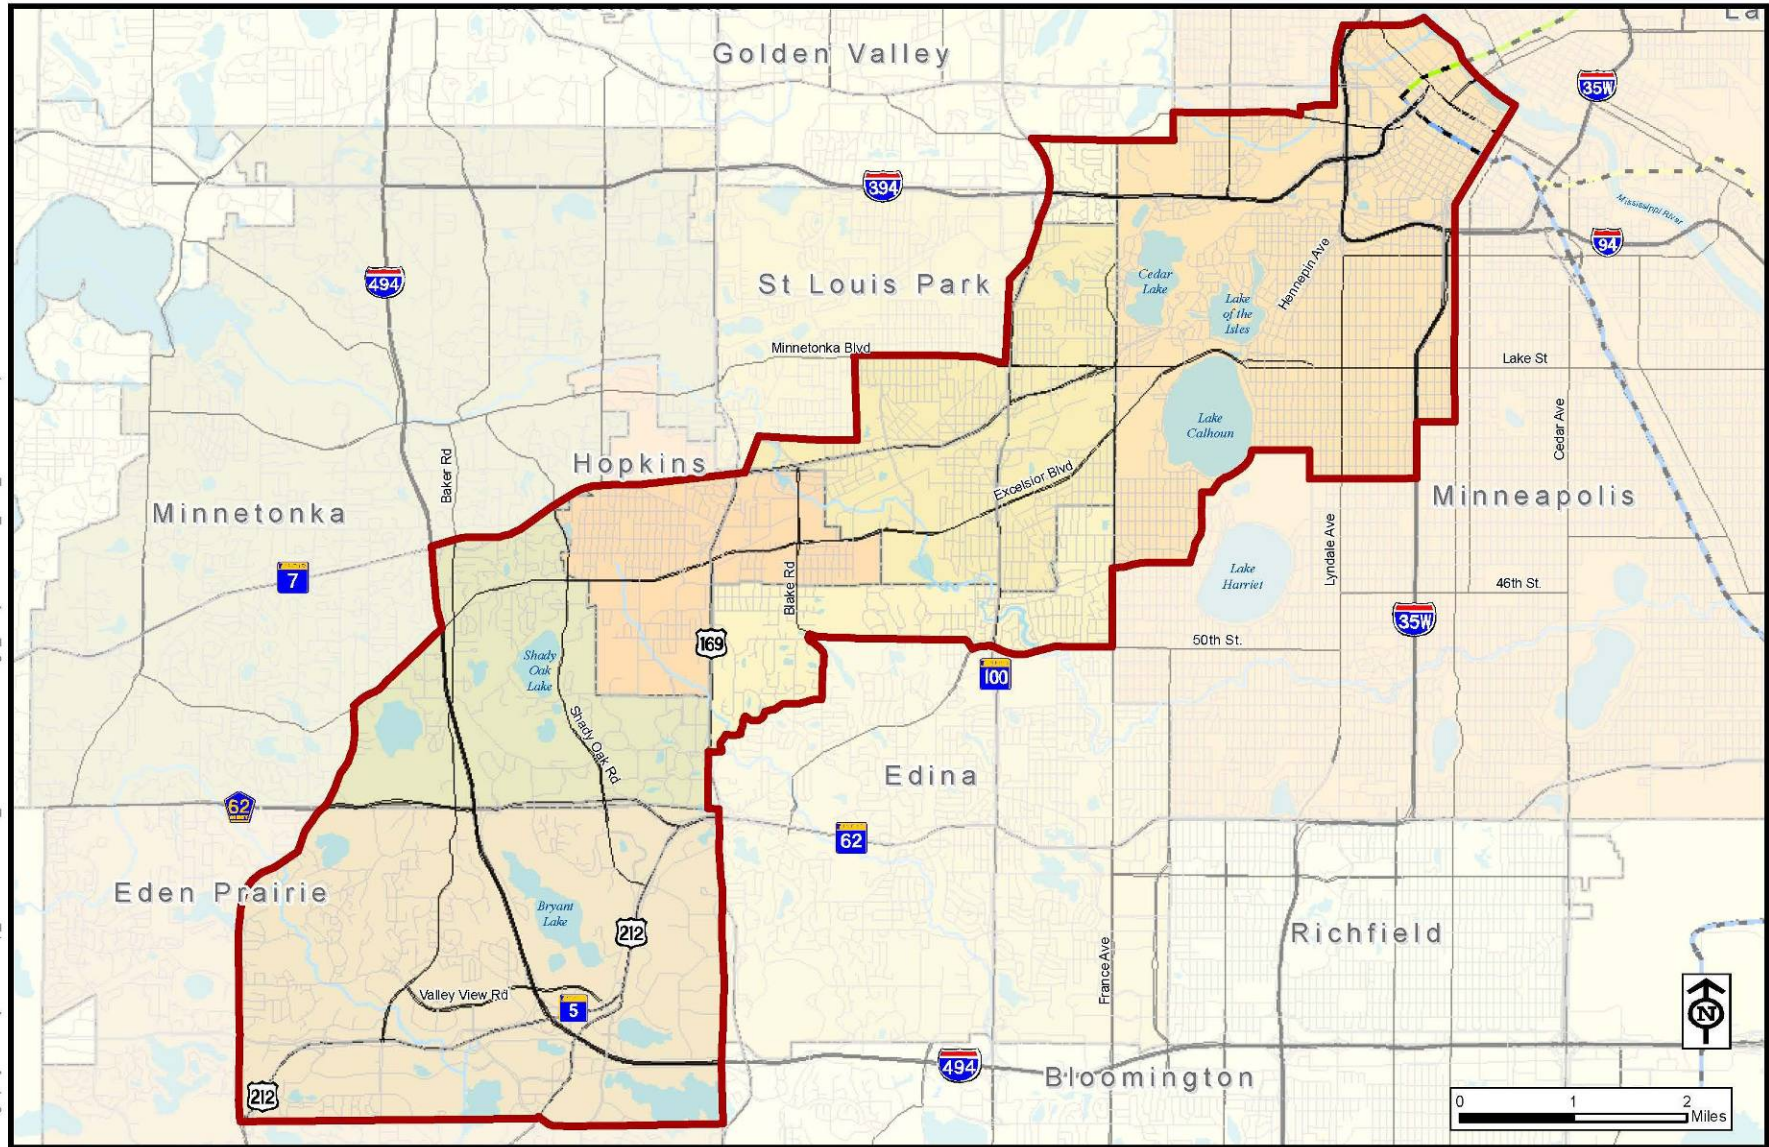 Golden Valley
35W
394
Mississippi River
94
St Louis Park
494
Cedar
Lake
Lake
of the
Isles
Hennepin Ave
Minnetonka Blvd
Lake St
Lake
Calhoun
Cedar Ave
Hopkins
Baker Rd
Excelsior Blvd
Minneapolis
Minnetonka
7
Blake Rd
Lyndale Ave
Lake
Harriet
46th St.
35W
169
50th St.
100
Shady
Oak
Lake
Shady Oak Rd
Edina
62
62
Eden Prairie
Bryant
Lake
212
Richfield
France Ave
Valley View Rd
5
N
494
Bloomington
212
0 1 2
Miles